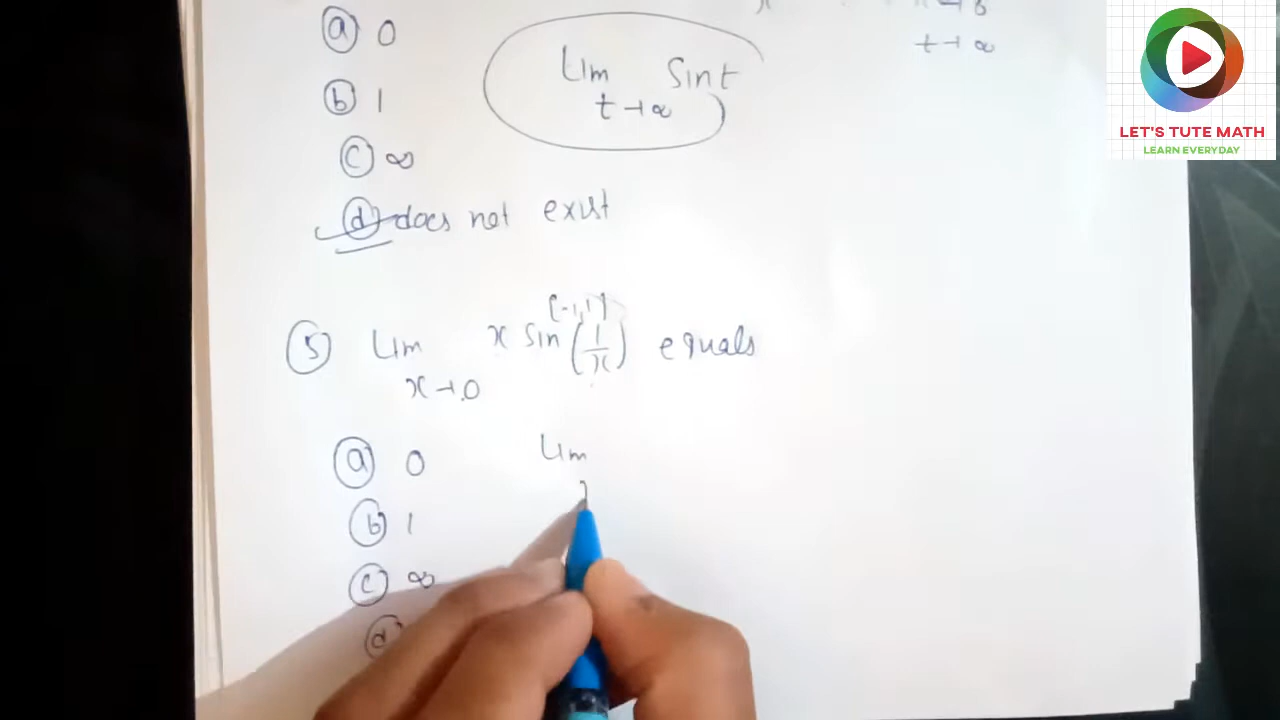 ⓐ 0
Lim Sint
t→∞
t→∞
ⓑ 1
ⓒ ∞
ⓓ does not exist
LET'S TUTE MATH
LEARN EVERYDAY
[-1,1]
⑤ Lim x sin(1/x) equals
x→0
ⓐ 0
Lim
ⓑ 1
ⓒ ∞
ⓓ